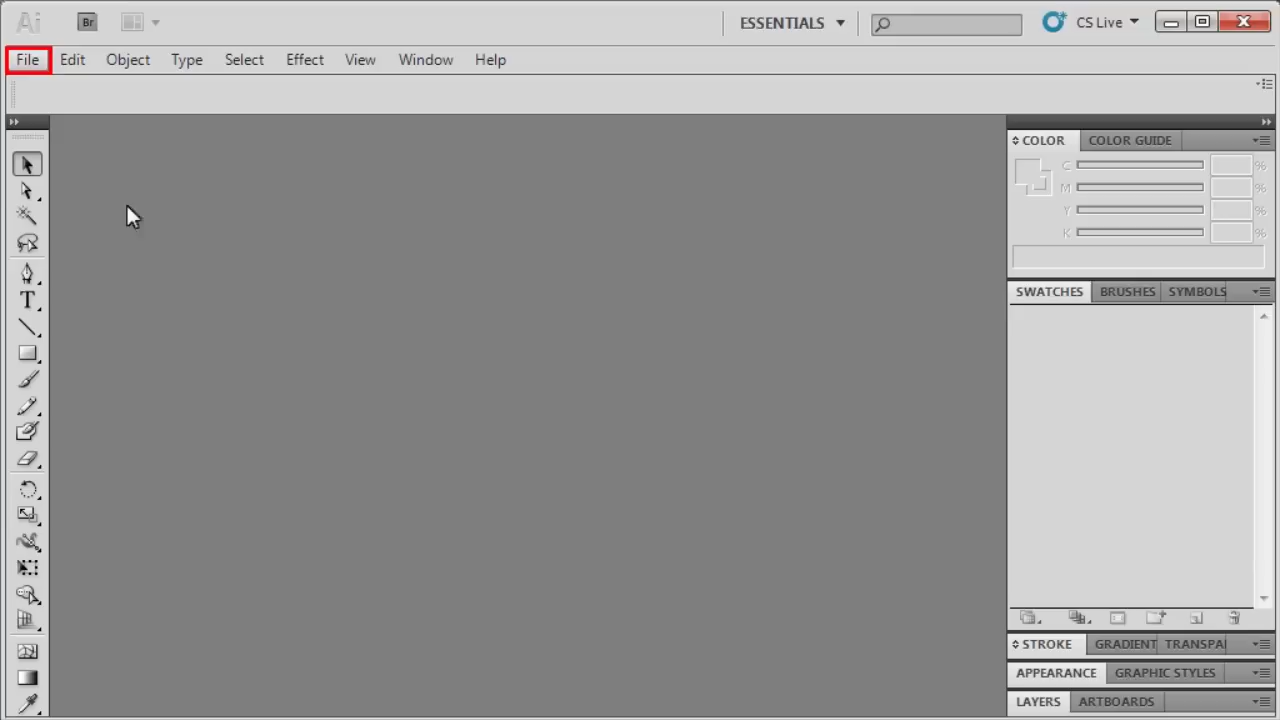 Ai Br ESSENTIALS CS Live
File Edit Object Type Select Effect View Window Help
COLOR COLOR GUIDE
C %
M %
Y %
K %
T
SWATCHES BRUSHES SYMBOLS
STROKE GRADIENT TRANSPA
APPEARANCE GRAPHIC STYLES
LAYERS ARTBOARDS